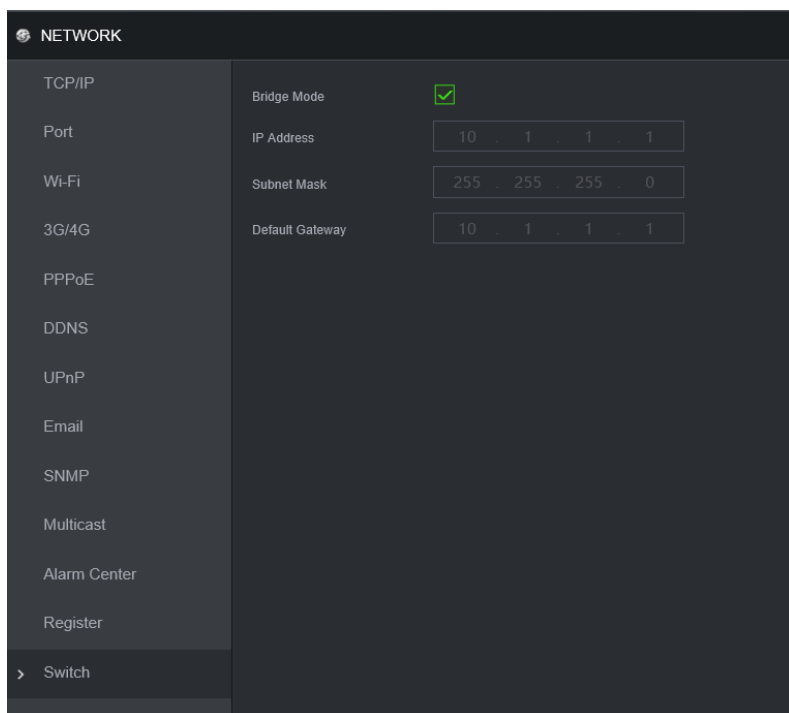 NETWORK
TCP/IP
Port
Wi-Fi
3G/4G
PPPoE
DDNS
UPnP
Email
SNMP
Multicast
Alarm Center
Register
Switch
Bridge Mode
IP Address 10 . 1 . 1 . 1
Subnet Mask 255 . 255 . 255 . 0
Default Gateway 10 . 1 . 1 . 1